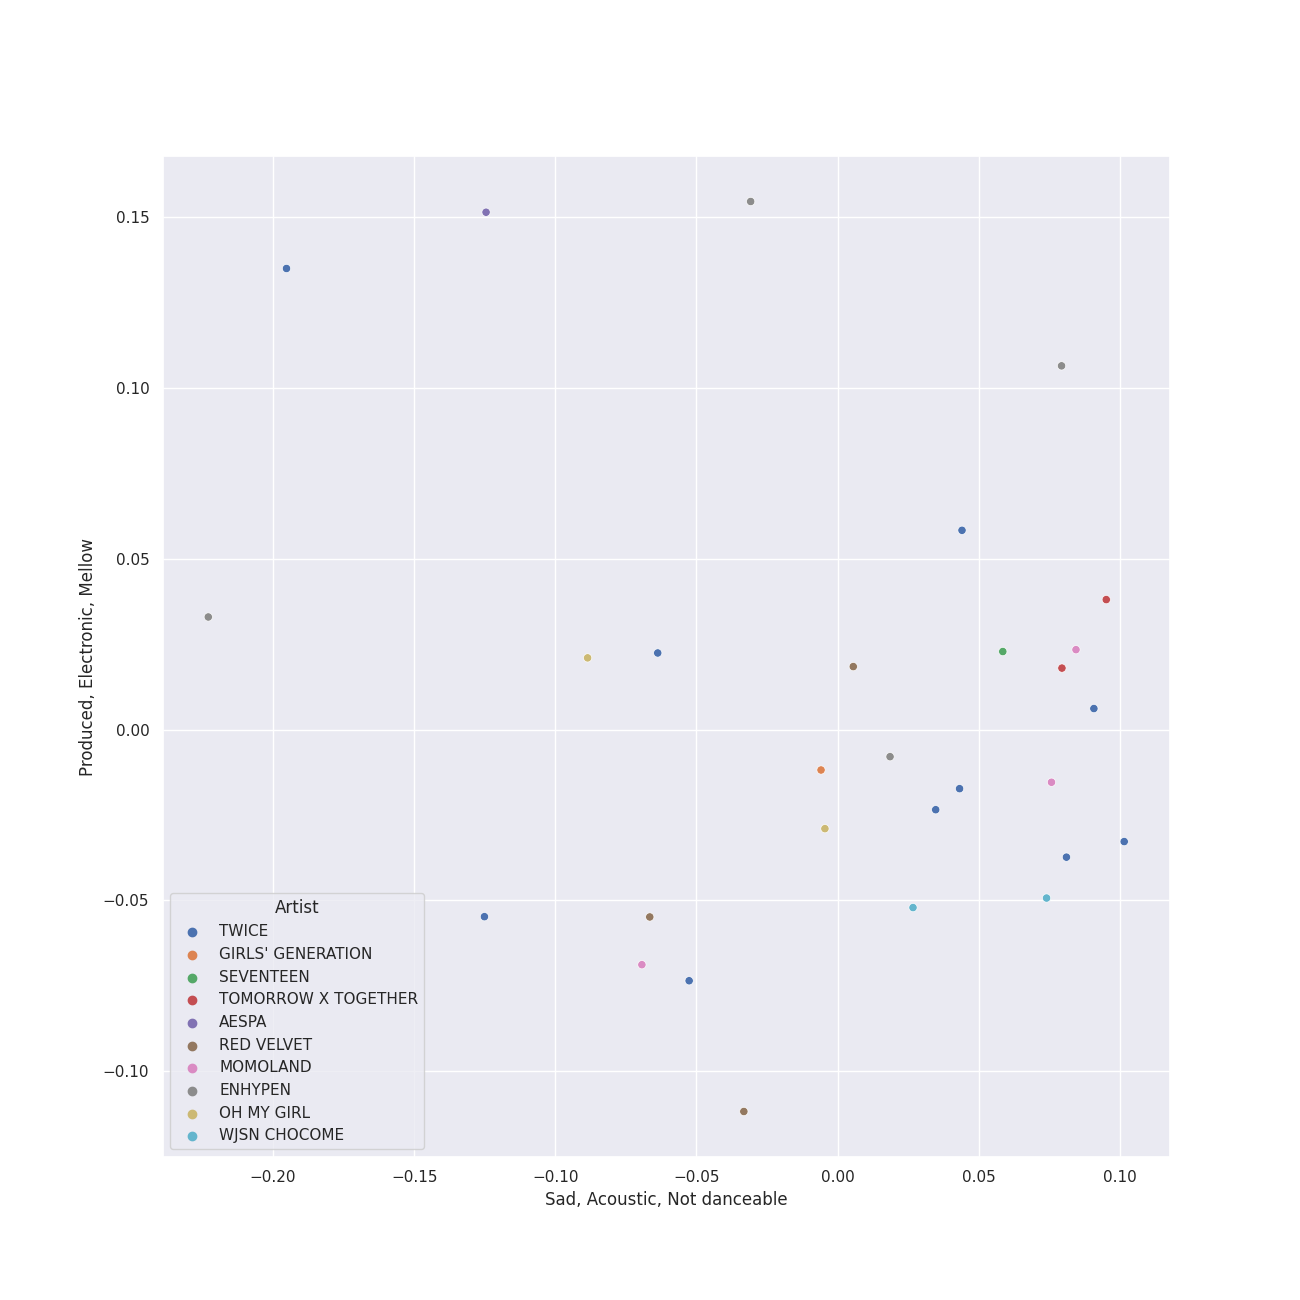 0.15
0.10
0.05
0.00
−0.05
−0.10
Produced, Electronic, Mellow
Artist
TWICE
GIRLS' GENERATION
SEVENTEEN
TOMORROW X TOGETHER
AESPA
RED VELVET
MOMOLAND
ENHYPEN
OH MY GIRL
WJSN CHOCOME
−0.20 −0.15 −0.10 −0.05 0.00 0.05 0.10
Sad, Acoustic, Not danceable